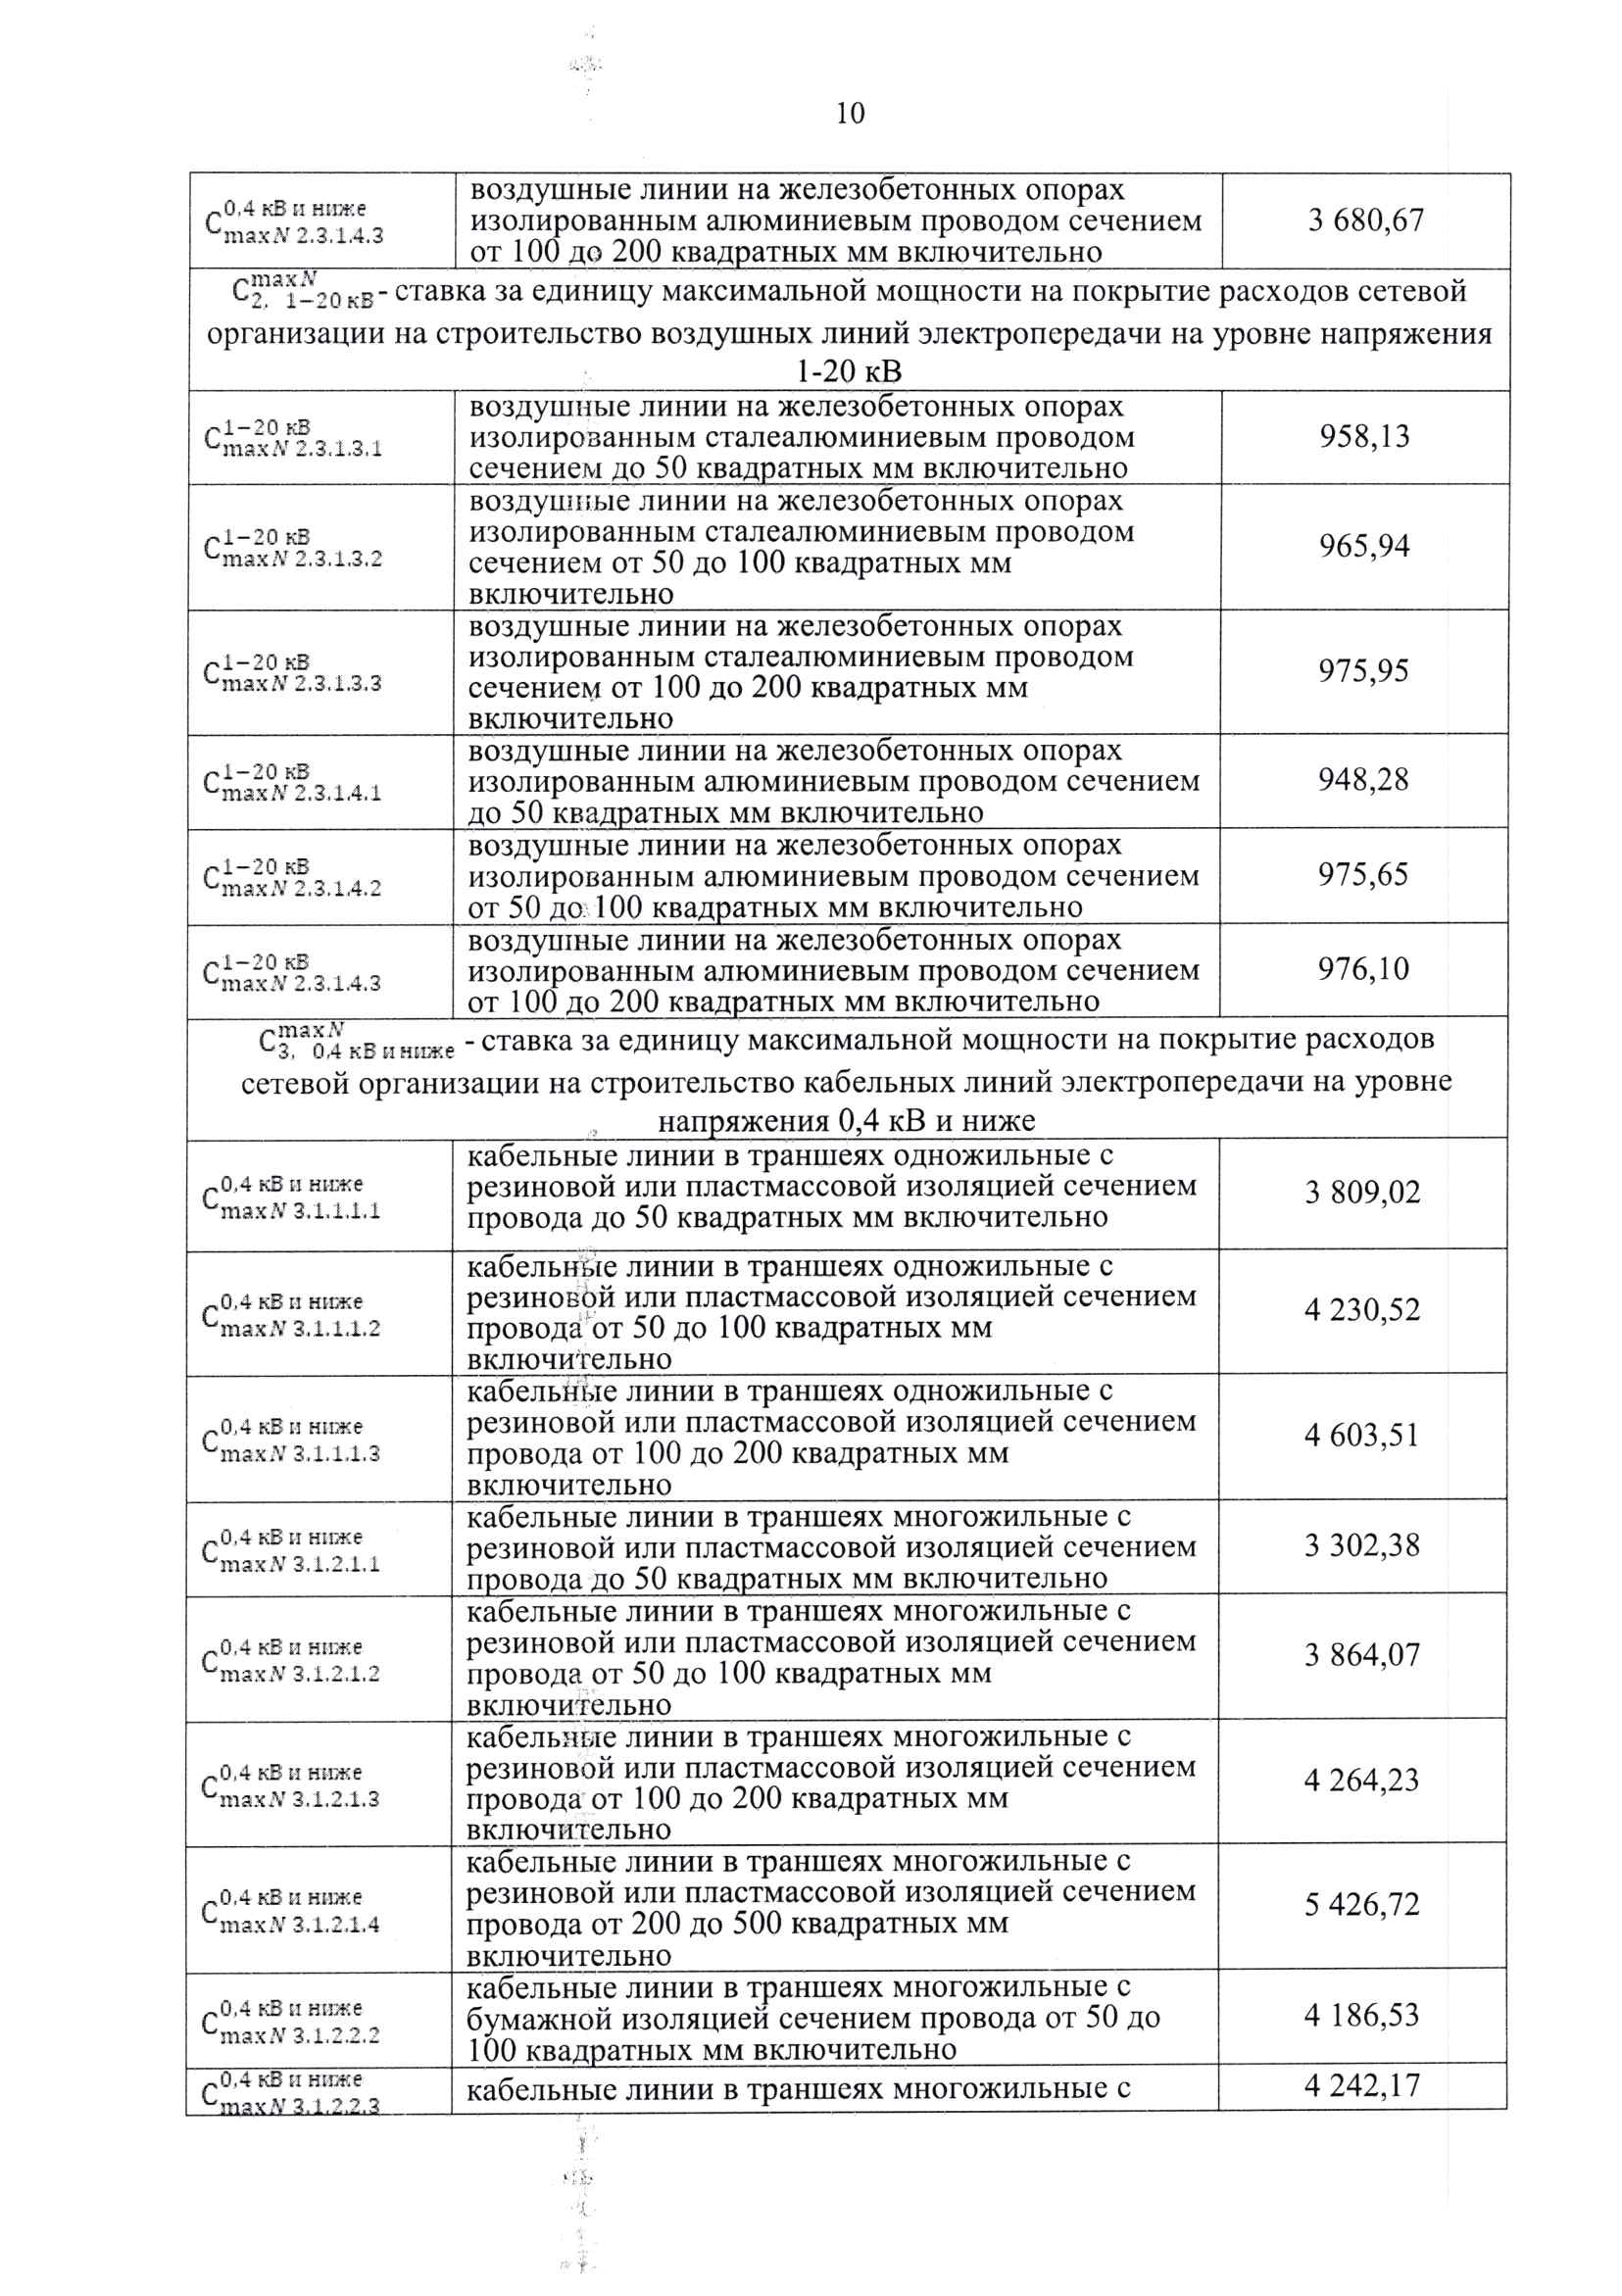 10
C 0,4 кВ и ниже maxN 2.3.1.4.3
воздушные линии на железобетонных опорах
изолированным алюминиевым проводом сечением
от 100 до 200 квадратных мм включительно
3 680,67
C maxN 2, 1–20 кВ - ставка за единицу максимальной мощности на покрытие расходов сетевой
организации на строительство воздушных линий электропередачи на уровне напряжения
1-20 кВ
C 1–20 кВ maxN 2.3.1.3.1
воздушные линии на железобетонных опорах
изолированным сталеалюминиевым проводом
сечением до 50 квадратных мм включительно
958,13
C 1–20 кВ maxN 2.3.1.3.2
воздушные линии на железобетонных опорах
изолированным сталеалюминиевым проводом
сечением от 50 до 100 квадратных мм
включительно
965,94
C 1–20 кВ maxN 2.3.1.3.3
воздушные линии на железобетонных опорах
изолированным сталеалюминиевым проводом
сечением от 100 до 200 квадратных мм
включительно
975,95
C 1–20 кВ maxN 2.3.1.4.1
воздушные линии на железобетонных опорах
изолированным алюминиевым проводом сечением
до 50 квадратных мм включительно
948,28
C 1–20 кВ maxN 2.3.1.4.2
воздушные линии на железобетонных опорах
изолированным алюминиевым проводом сечением
от 50 до 100 квадратных мм включительно
975,65
C 1–20 кВ maxN 2.3.1.4.3
воздушные линии на железобетонных опорах
изолированным алюминиевым проводом сечением
от 100 до 200 квадратных мм включительно
976,10
C maxN 3, 0,4 кВ и ниже - ставка за единицу максимальной мощности на покрытие расходов
сетевой организации на строительство кабельных линий электропередачи на уровне
напряжения 0,4 кВ и ниже
C 0,4 кВ и ниже maxN 3.1.1.1.1
кабельные линии в траншеях одножильные с
резиновой или пластмассовой изоляцией сечением
провода до 50 квадратных мм включительно
3 809,02
C 0,4 кВ и ниже maxN 3.1.1.1.2
кабельные линии в траншеях одножильные с
резиновой или пластмассовой изоляцией сечением
провода от 50 до 100 квадратных мм
включительно
4 230,52
C 0,4 кВ и ниже maxN 3.1.1.1.3
кабельные линии в траншеях одножильные с
резиновой или пластмассовой изоляцией сечением
провода от 100 до 200 квадратных мм
включительно
4 603,51
C 0,4 кВ и ниже maxN 3.1.2.1.1
кабельные линии в траншеях многожильные с
резиновой или пластмассовой изоляцией сечением
провода до 50 квадратных мм включительно
3 302,38
C 0,4 кВ и ниже maxN 3.1.2.1.2
кабельные линии в траншеях многожильные с
резиновой или пластмассовой изоляцией сечением
провода от 50 до 100 квадратных мм
включительно
3 864,07
C 0,4 кВ и ниже maxN 3.1.2.1.3
кабельные линии в траншеях многожильные с
резиновой или пластмассовой изоляцией сечением
провода от 100 до 200 квадратных мм
включительно
4 264,23
C 0,4 кВ и ниже maxN 3.1.2.1.4
кабельные линии в траншеях многожильные с
резиновой или пластмассовой изоляцией сечением
провода от 200 до 500 квадратных мм
включительно
5 426,72
C 0,4 кВ и ниже maxN 3.1.2.2.2
кабельные линии в траншеях многожильные с
бумажной изоляцией сечением провода от 50 до
100 квадратных мм включительно
4 186,53
C 0,4 кВ и ниже maxN 3.1.2.2.3
кабельные линии в траншеях многожильные с
4 242,17